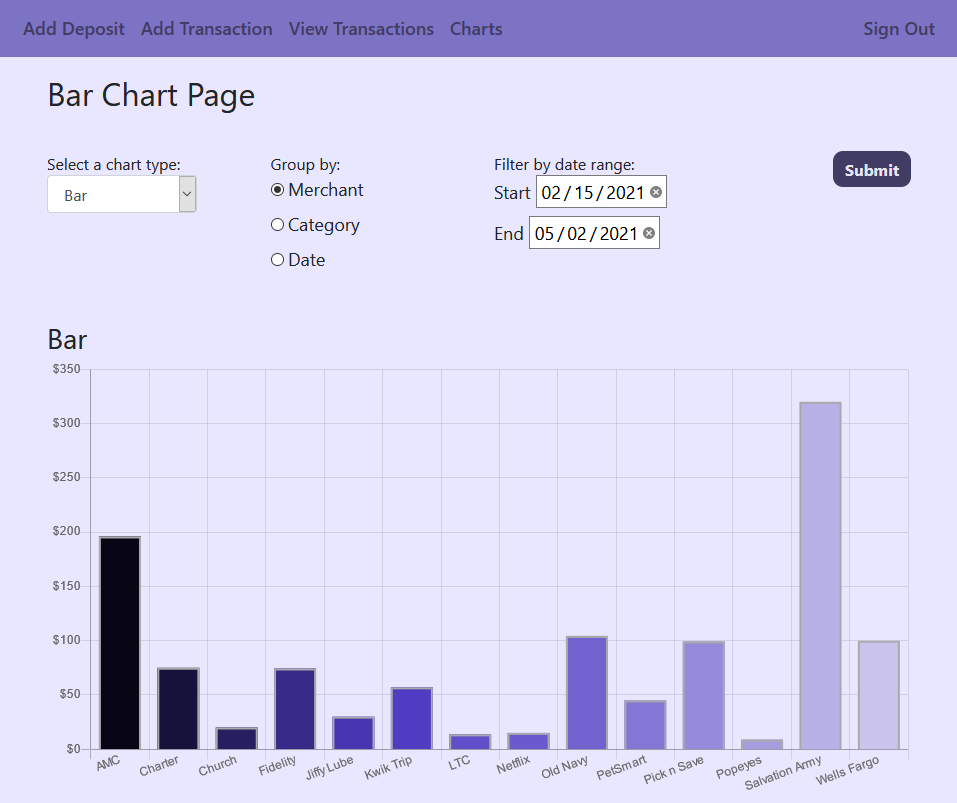 Add Deposit Add Transaction View Transactions Charts Sign Out
Bar Chart Page
Select a chart type:
Bar
Group by:
Merchant
Category
Date
Filter by date range:
Start 02/15/2021
End 05/02/2021
Submit
Bar
$350
$300
$250
$200
$150
$100
$50
$0
AMC Charter Church Fidelity Jiffy Lube Kwik Trip LTC Netflix Old Navy PetSmart Pick n Save Popeyes Salvation Army Wells Fargo